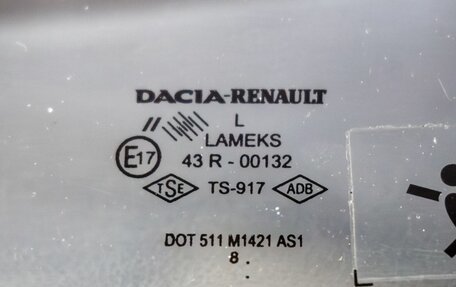 DACIA-RENAULT
// L
LAMEKS
E17 43 R - 00132
TSE TS-917 ADB
DOT 511 M1421 AS1
8 .
.